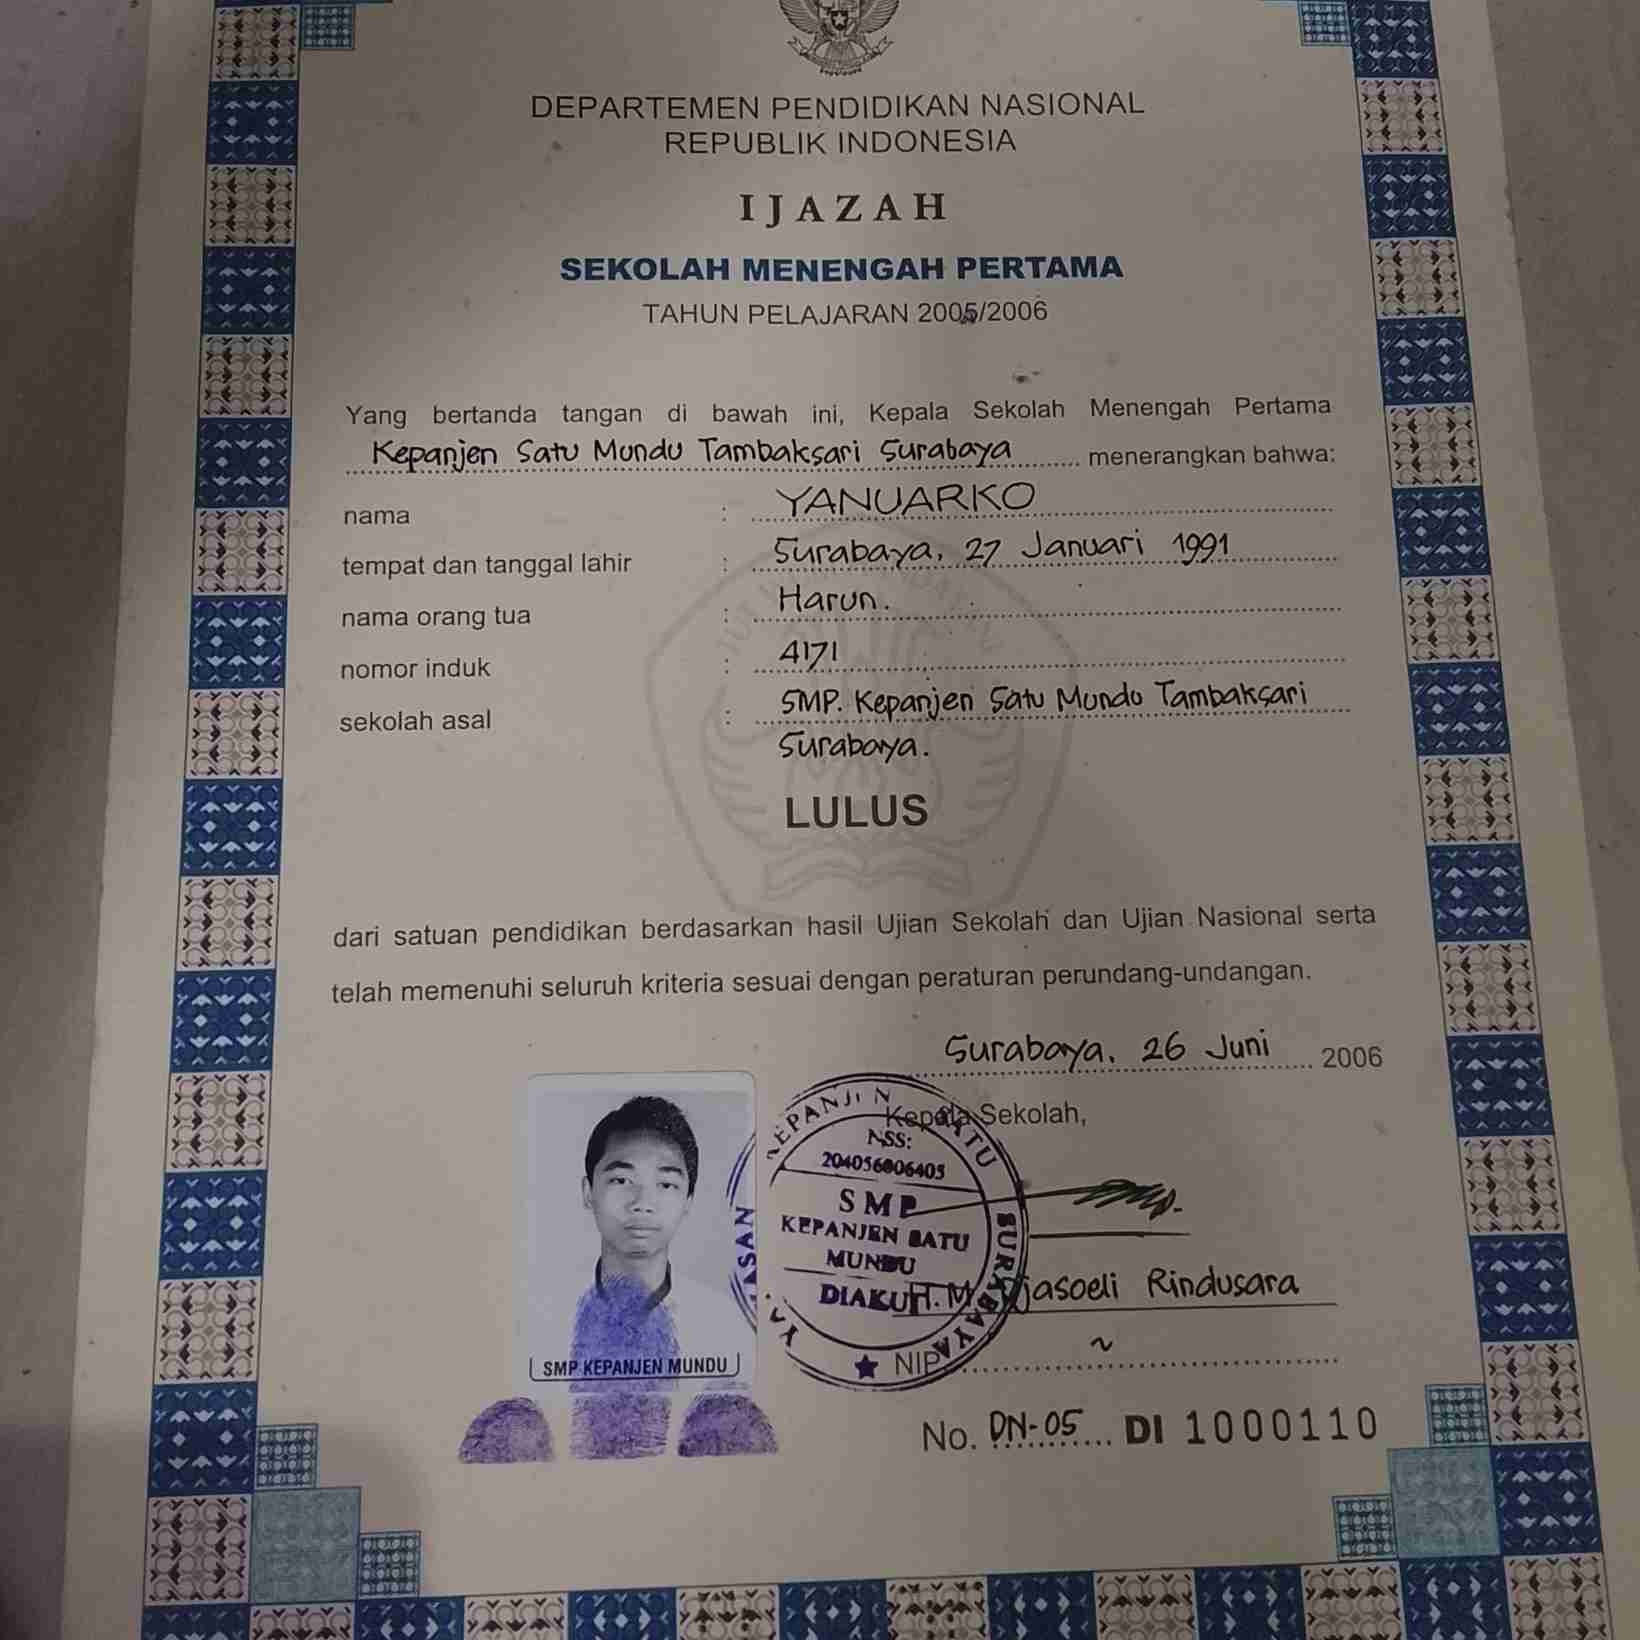 DEPARTEMEN PENDIDIKAN NASIONAL
REPUBLIK INDONESIA
IJAZAH
SEKOLAH MENENGAH PERTAMA
TAHUN PELAJARAN 2005/2006
Yang bertanda tangan di bawah ini, Kepala Sekolah Menengah Pertama
Kepanjen Satu Mundu Tambaksari Surabaya menerangkan bahwa:
nama : YANUARKO
tempat dan tanggal lahir : Surabaya, 27 Januari 1991
nama orang tua : Harun.
nomor induk : 4171
sekolah asal : SMP. Kepanjen Satu Mundu Tambaksari
Surabaya.
LULUS
dari satuan pendidikan berdasarkan hasil Ujian Sekolah dan Ujian Nasional serta
telah memenuhi seluruh kriteria sesuai dengan peraturan perundang-undangan.
Surabaya, 26 Juni 2006
Kepala Sekolah,
NSS:
204056006405
SMP
KEPANJEN SATU
MUNDU
DIAKUI
SURABAYA
H. M. Rindusara
NIP
SMP KEPANJEN MUNDU
No. DN-05 DI 1000110